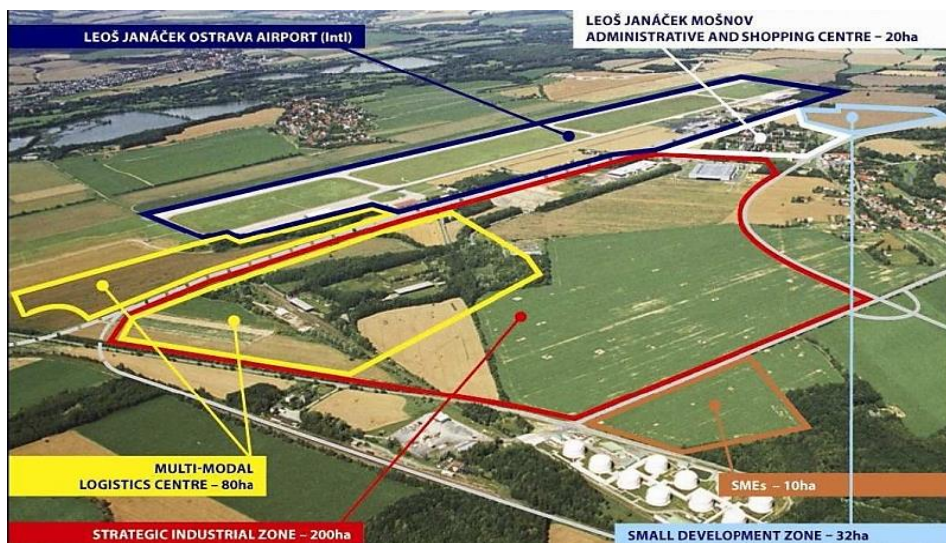 LEOŠ JANÁČEK OSTRAVA AIRPORT (Intl)
LEOŠ JANÁČEK MOŠNOV
ADMINISTRATIVE AND SHOPPING CENTRE – 20ha
MULTI-MODAL
LOGISTICS CENTRE – 80ha
SMEs – 10ha
STRATEGIC INDUSTRIAL ZONE – 200ha
SMALL DEVELOPMENT ZONE – 32ha